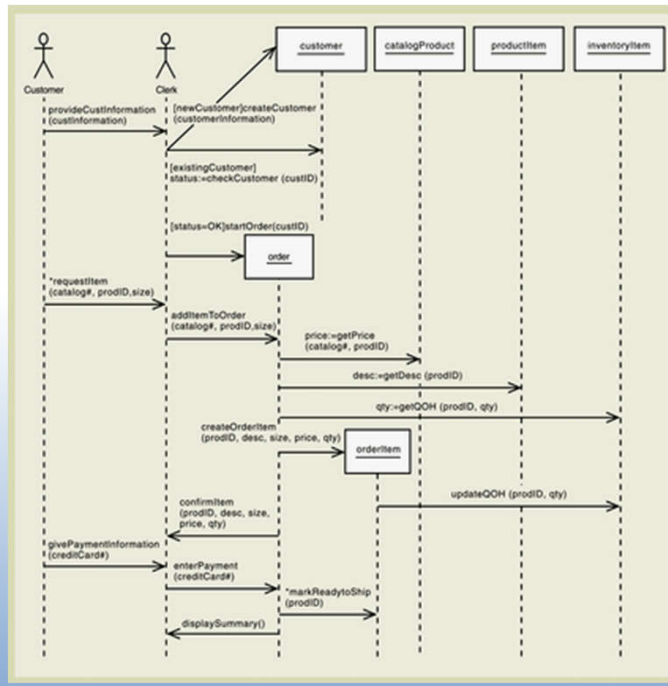 customer
catalogProduct
productItem
inventoryItem
Customer
Clerk
provideCustInformation
(custInformation)
[newCustomer]createCustomer
(customerInformation)
[existingCustomer]
status:=checkCustomer (custID)
[status=OK]startOrder(custID)
order
*requestItem
(catalog#, prodID,size)
addItemToOrder
(catalog#, prodID,size)
price:=getPrice
(catalog#, prodID)
desc:=getDesc (prodID)
qty:=getQOH (prodID, qty)
createOrderItem
(prodID, desc, size, price, qty)
orderItem
updateQOH (prodID, qty)
confirmItem
(prodID, desc, size,
price, qty)
givePaymentInformation
(creditCard#)
enterPayment
(creditCard#)
*markReadytoShip
(prodID)
displaySummary()